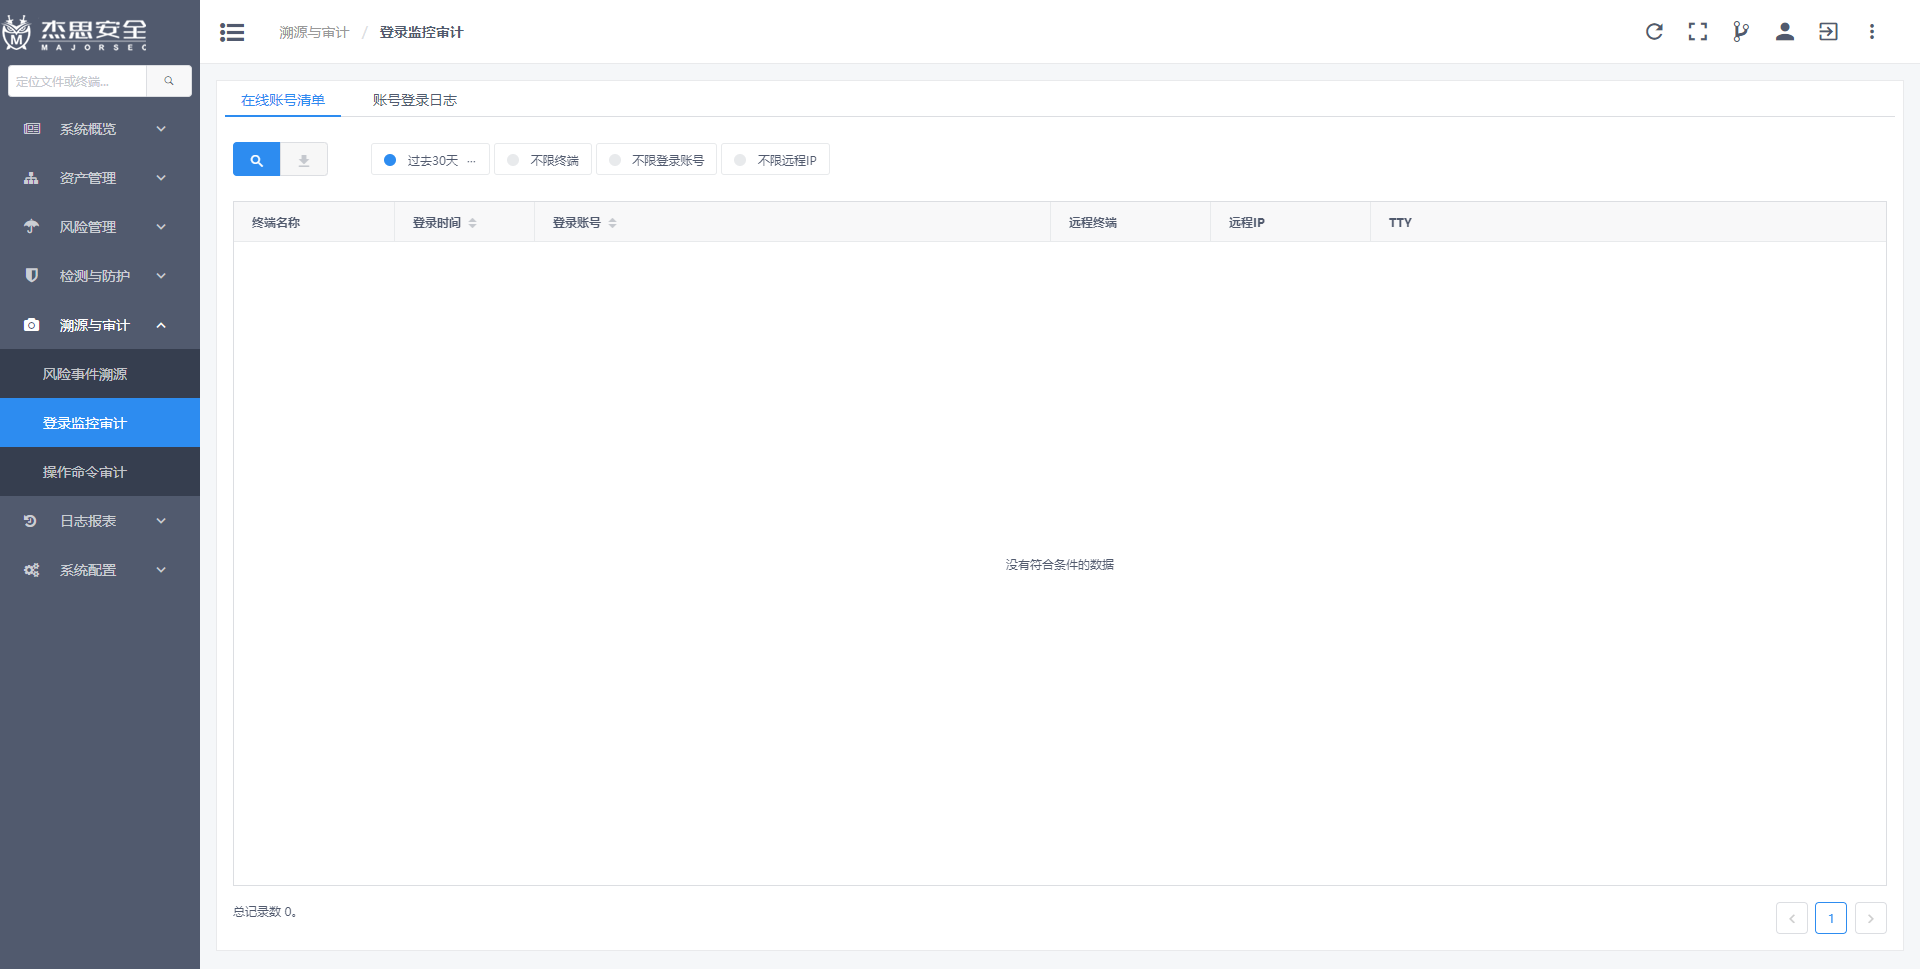 杰思安全
MAJORSEC
定位文件或终端...
系统概览
资产管理
风险管理
检测与防护
溯源与审计
风险事件溯源
登录监控审计
操作命令审计
日志报表
系统配置
溯源与审计 / 登录监控审计
在线账号清单 账号登录日志
过去30天 ... 不限终端 不限登录账号 不限远程IP
终端名称 登录时间 登录账号 远程终端 远程IP TTY
没有符合条件的数据
总记录数 0。
1